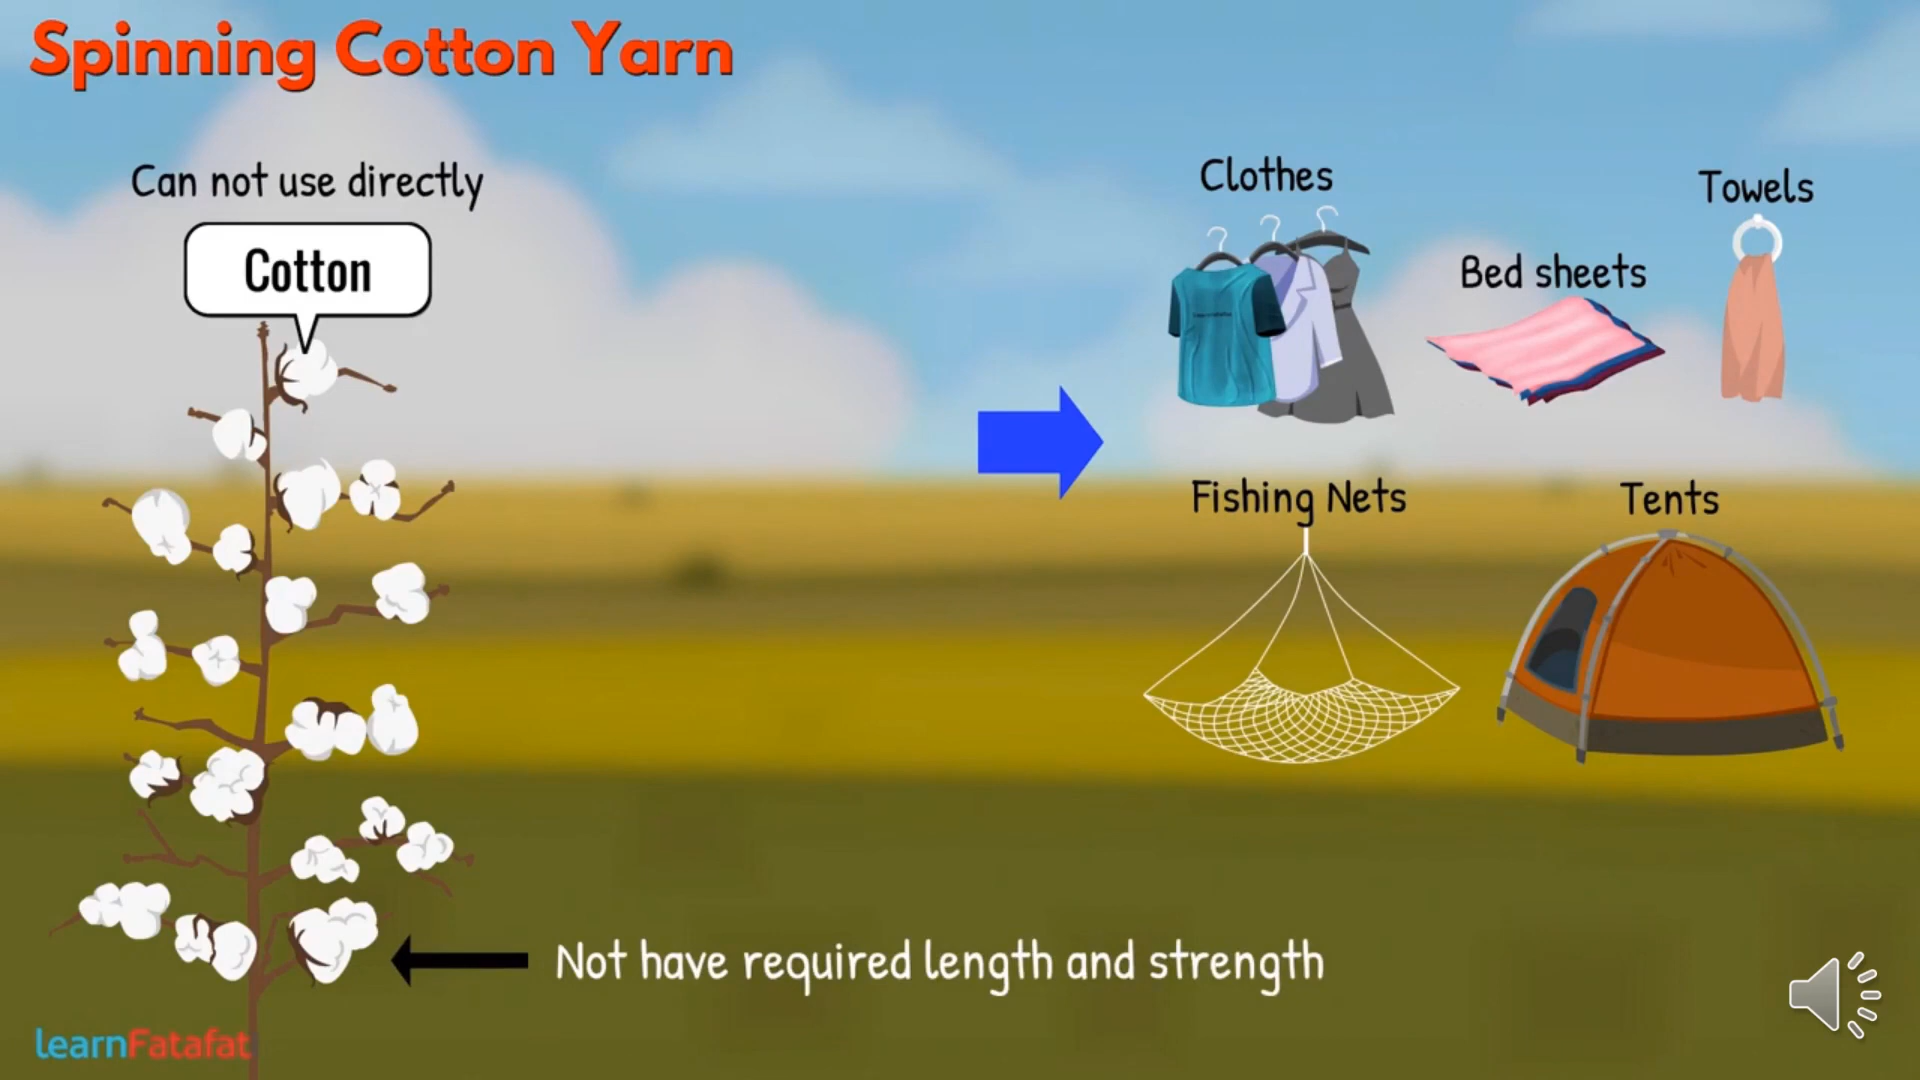 Spinning Cotton Yarn
Can not use directly
Cotton
Clothes
Bed sheets
Towels
Fishing Nets
Tents
Not have required length and strength
learnFatafat